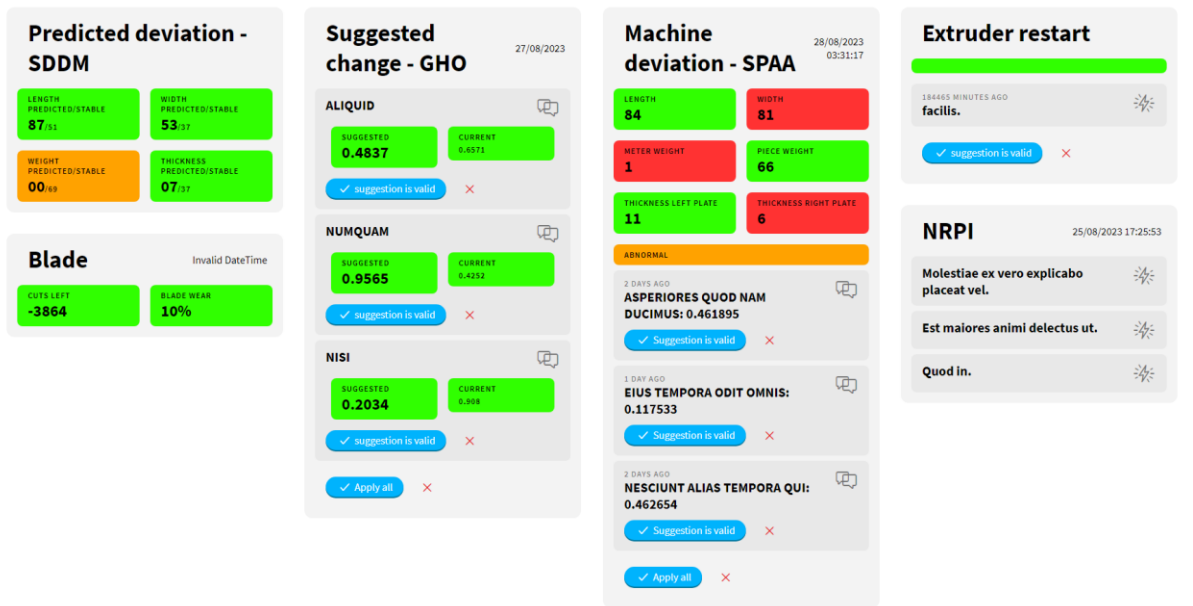 Predicted deviation -
SDDM
LENGTH
PREDICTED/STABLE
87/51
WIDTH
PREDICTED/STABLE
53/37
WEIGHT
PREDICTED/STABLE
00/69
THICKNESS
PREDICTED/STABLE
07/37
Blade
Invalid DateTime
CUTS LEFT
-3864
BLADE WEAR
10%
Suggested
change - GHO
27/08/2023
ALIQUID
SUGGESTED
0.4837
CURRENT
0.6571
suggestion is valid
NUMQUAM
SUGGESTED
0.9565
CURRENT
0.4252
suggestion is valid
NISI
SUGGESTED
0.2034
CURRENT
0.908
suggestion is valid
Apply all
Machine
deviation - SPAA
28/08/2023
03:31:17
LENGTH
84
WIDTH
81
METER WEIGHT
1
PIECE WEIGHT
66
THICKNESS LEFT PLATE
11
THICKNESS RIGHT PLATE
6
ABNORMAL
2 DAYS AGO
ASPERIORES QUOD NAM
DUCIMUS: 0.461895
Suggestion is valid
1 DAY AGO
EIUS TEMPORA ODIT OMNIS:
0.117533
Suggestion is valid
2 DAYS AGO
NESCIUNT ALIAS TEMPORA QUI:
0.462654
Suggestion is valid
Apply all
Extruder restart
184465 MINUTES AGO
facilis.
suggestion is valid
NRPI
25/08/2023 17:25:53
Molestiae ex vero explicabo
placeat vel.
Est maiores animi delectus ut.
Quod in.